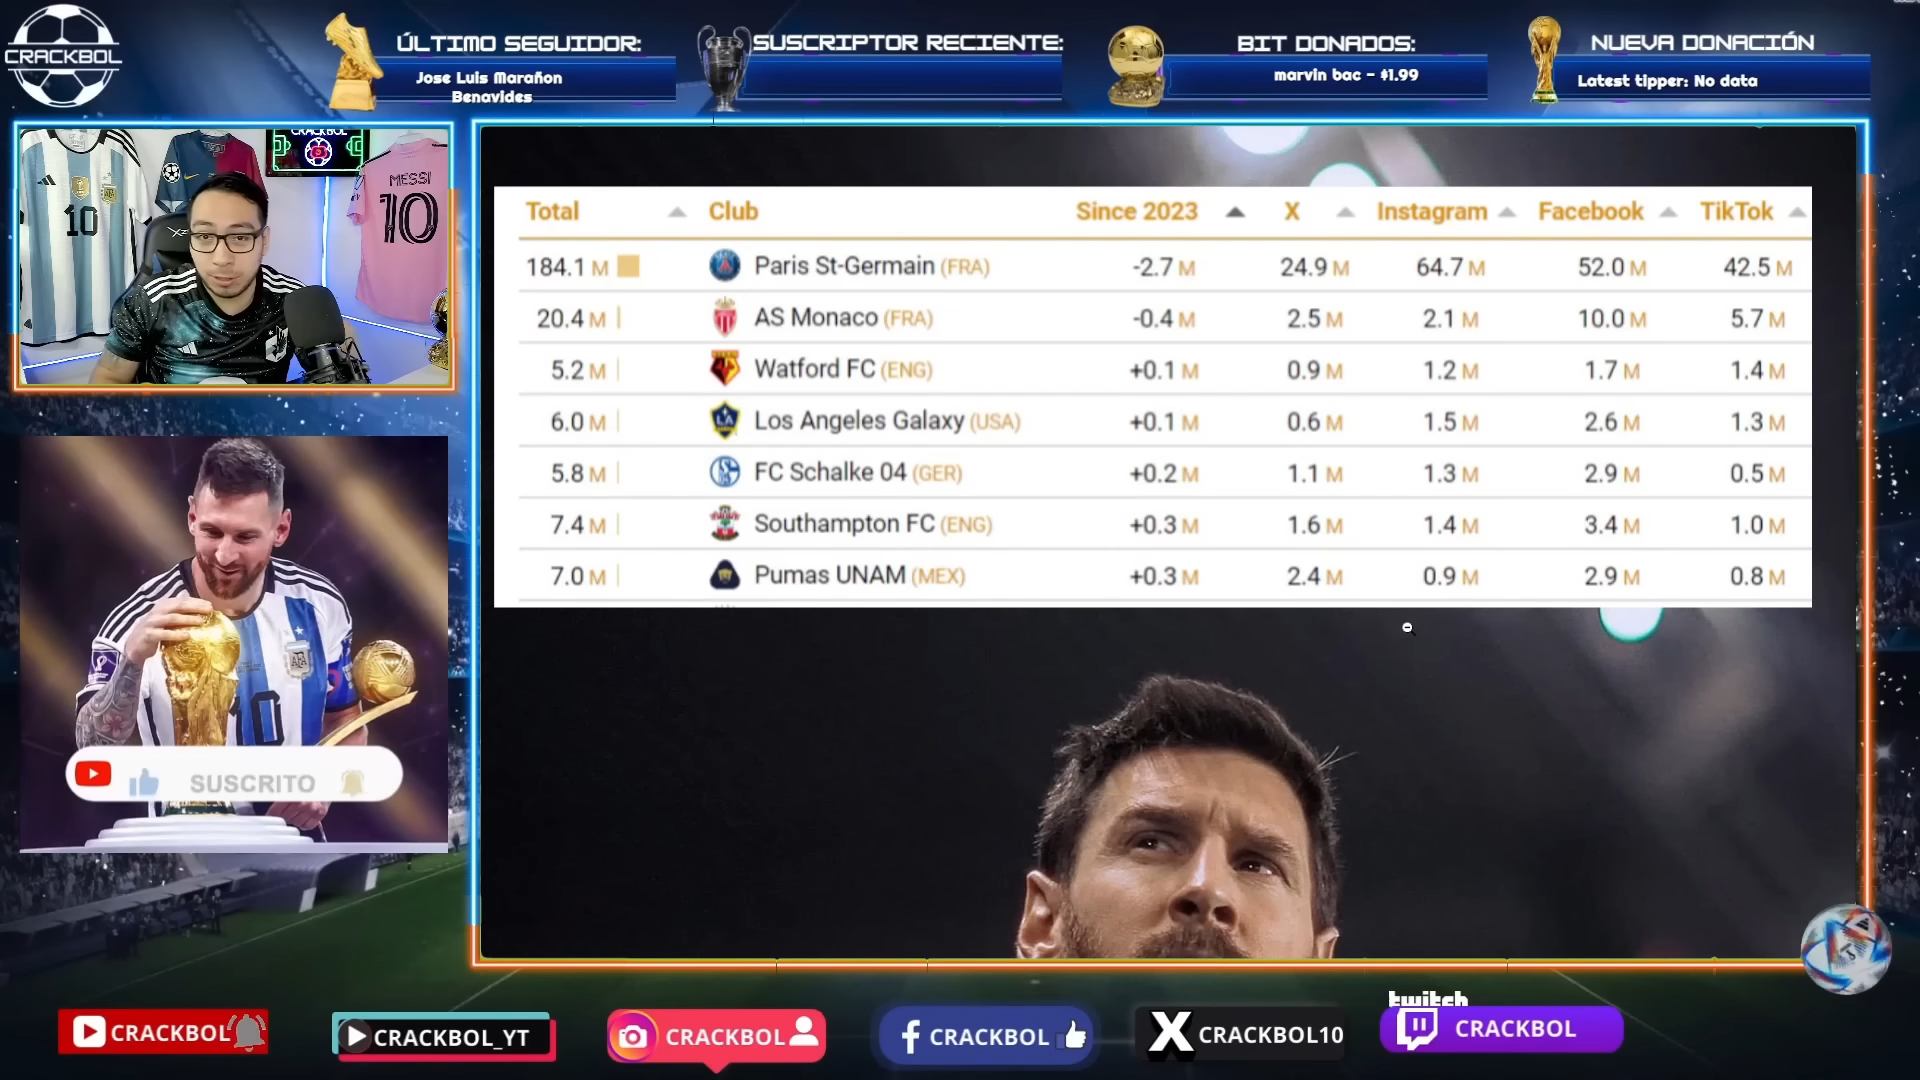 CRACKBOL
ÚLTIMO SEGUIDOR:
Jose Luis Marañon
Benavides
SUSCRIPTOR RECIENTE:
BIT DONADOS:
marvin bac - $1.99
NUEVA DONACIÓN
Latest tipper: No data
CRACKBOL
10
MESSI
10
Total Club Since 2023 X Instagram Facebook TikTok
184.1 M Paris St-Germain (FRA) -2.7 M 24.9 M 64.7 M 52.0 M 42.5 M
20.4 M AS Monaco (FRA) -0.4 M 2.5 M 2.1 M 10.0 M 5.7 M
5.2 M Watford FC (ENG) +0.1 M 0.9 M 1.2 M 1.7 M 1.4 M
6.0 M Los Angeles Galaxy (USA) +0.1 M 0.6 M 1.5 M 2.6 M 1.3 M
5.8 M FC Schalke 04 (GER) +0.2 M 1.1 M 1.3 M 2.9 M 0.5 M
7.4 M Southampton FC (ENG) +0.3 M 1.6 M 1.4 M 3.4 M 1.0 M
7.0 M Pumas UNAM (MEX) +0.3 M 2.4 M 0.9 M 2.9 M 0.8 M
AFA
10
SUSCRITO
CRACKBOL
CRACKBOL_YT
CRACKBOL
CRACKBOL
X CRACKBOL10
twitch
CRACKBOL